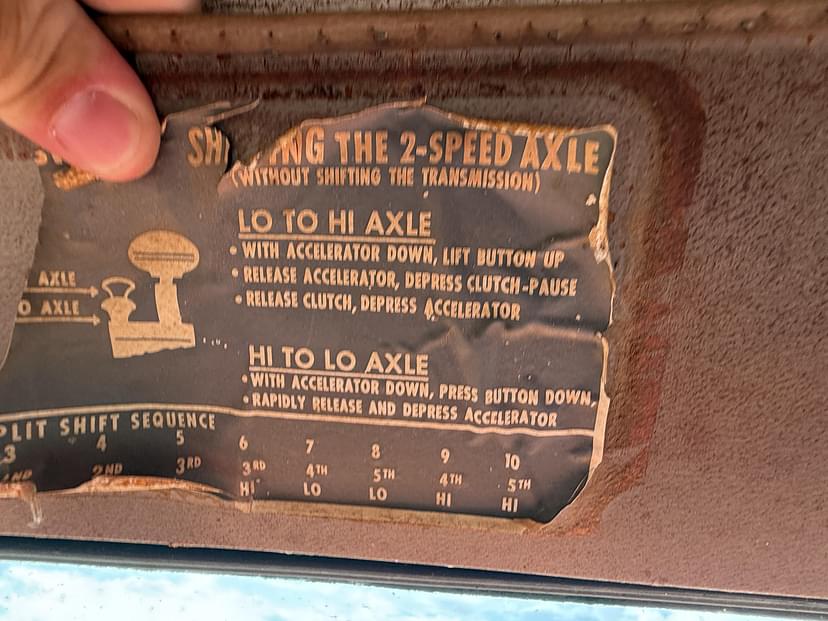 THE 2-SPEED AXLE
(WITHOUT SHIFTING THE TRANSMISSION)
LO TO HI AXLE
• WITH ACCELERATOR DOWN, LIFT BUTTON UP
• RELEASE ACCELERATOR, DEPRESS CLUTCH-PAUSE
• RELEASE CLUTCH, DEPRESS ACCELERATOR
AXLE
AXLE
HI TO LO AXLE
• WITH ACCELERATOR DOWN, PRESS BUTTON DOWN,
• RAPIDLY RELEASE AND DEPRESS ACCELERATOR
SHIFT SEQUENCE
3 4 5 6 7 8 9 10
2ND 3RD 3RD 4TH 5TH 4TH 5TH
HI LO LO HI HI